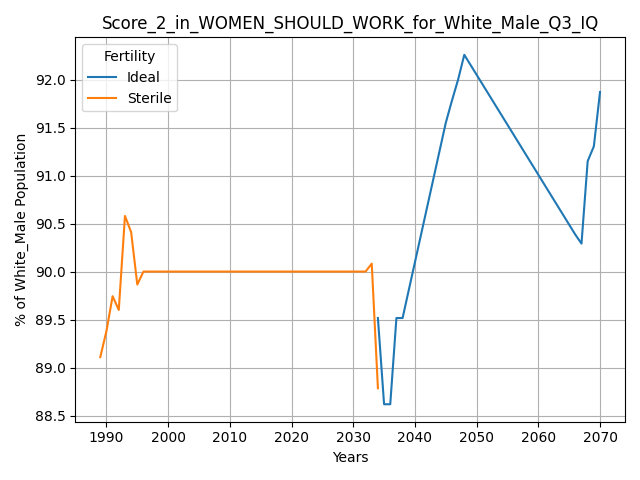 Score_2_in_WOMEN_SHOULD_WORK_for_White_Male_Q3_IQ
Fertility
Ideal
Sterile
% of White_Male Population
92.0
91.5
91.0
90.5
90.0
89.5
89.0
88.5
1990 2000 2010 2020 2030 2040 2050 2060 2070
Years